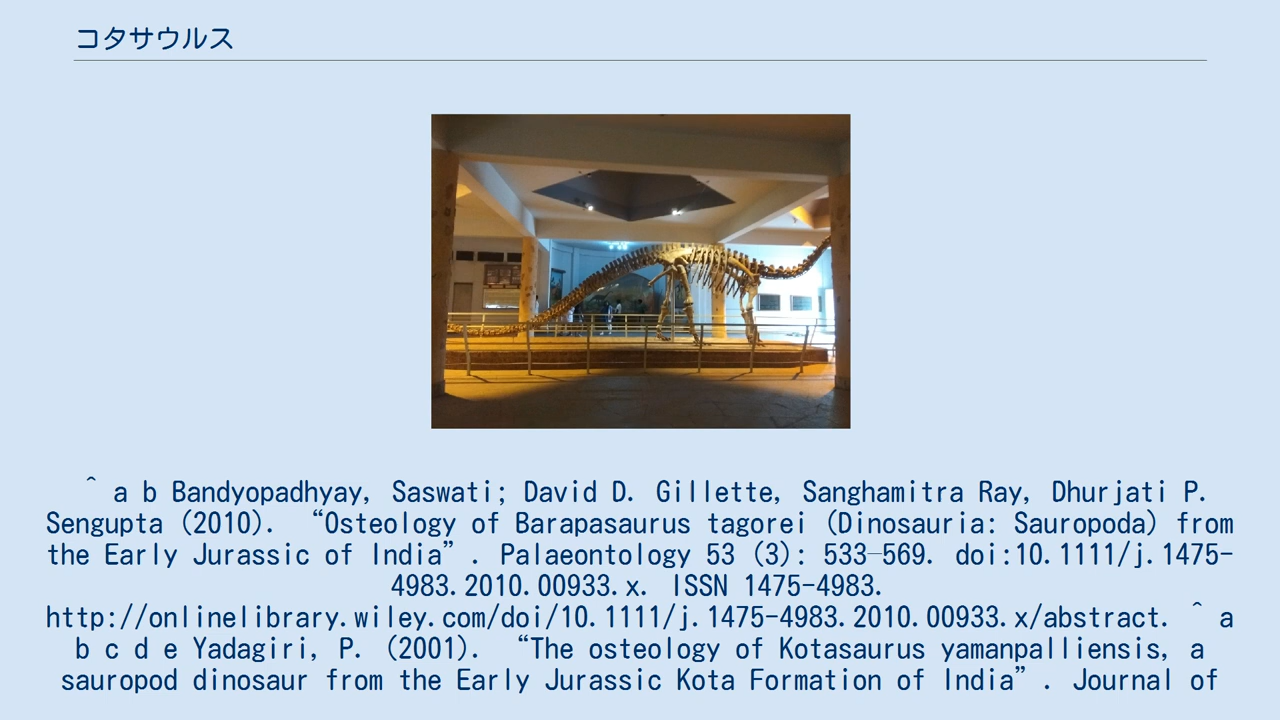 コタサウルス
^ a b Bandyopadhyay, Saswati; David D. Gillette, Sanghamitra Ray, Dhurjati P.
Sengupta (2010). “Osteology of Barapasaurus tagorei (Dinosauria: Sauropoda) from
the Early Jurassic of India”. Palaeontology 53 (3): 533–569. doi:10.1111/j.1475-
4983.2010.00933.x. ISSN 1475-4983.
http://onlinelibrary.wiley.com/doi/10.1111/j.1475-4983.2010.00933.x/abstract. ^ a
b c d e Yadagiri, P. (2001). “The osteology of Kotasaurus yamanpalliensis, a
sauropod dinosaur from the Early Jurassic Kota Formation of India”. Journal of